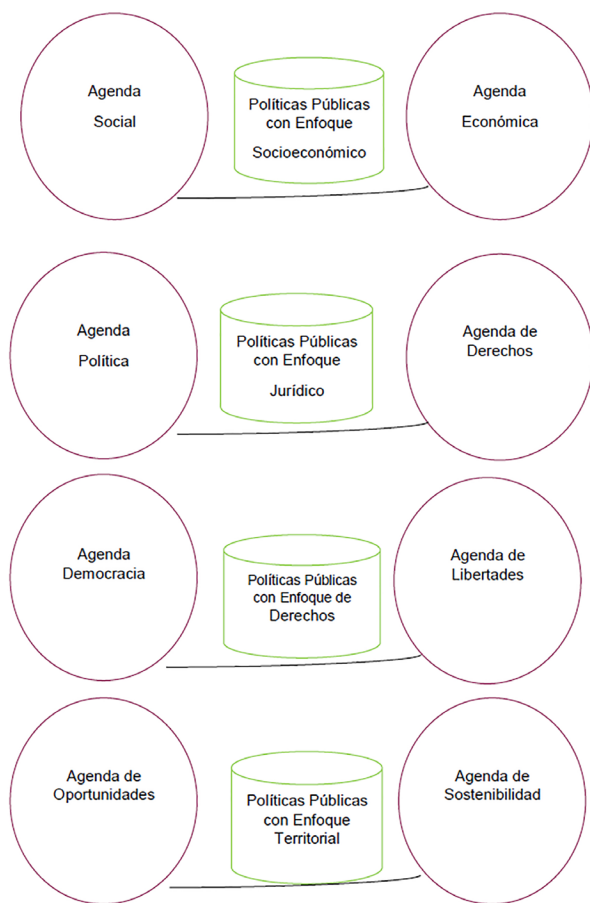 Agenda
Social
Políticas Públicas
con Enfoque
Socioeconómico
Agenda
Económica
Agenda
Política
Políticas Públicas
con Enfoque
Jurídico
Agenda de
Derechos
Agenda
Democracia
Políticas Públicas
con Enfoque de
Derechos
Agenda de
Libertades
Agenda de
Oportunidades
Políticas Públicas
con Enfoque
Territorial
Agenda de
Sostenibilidad